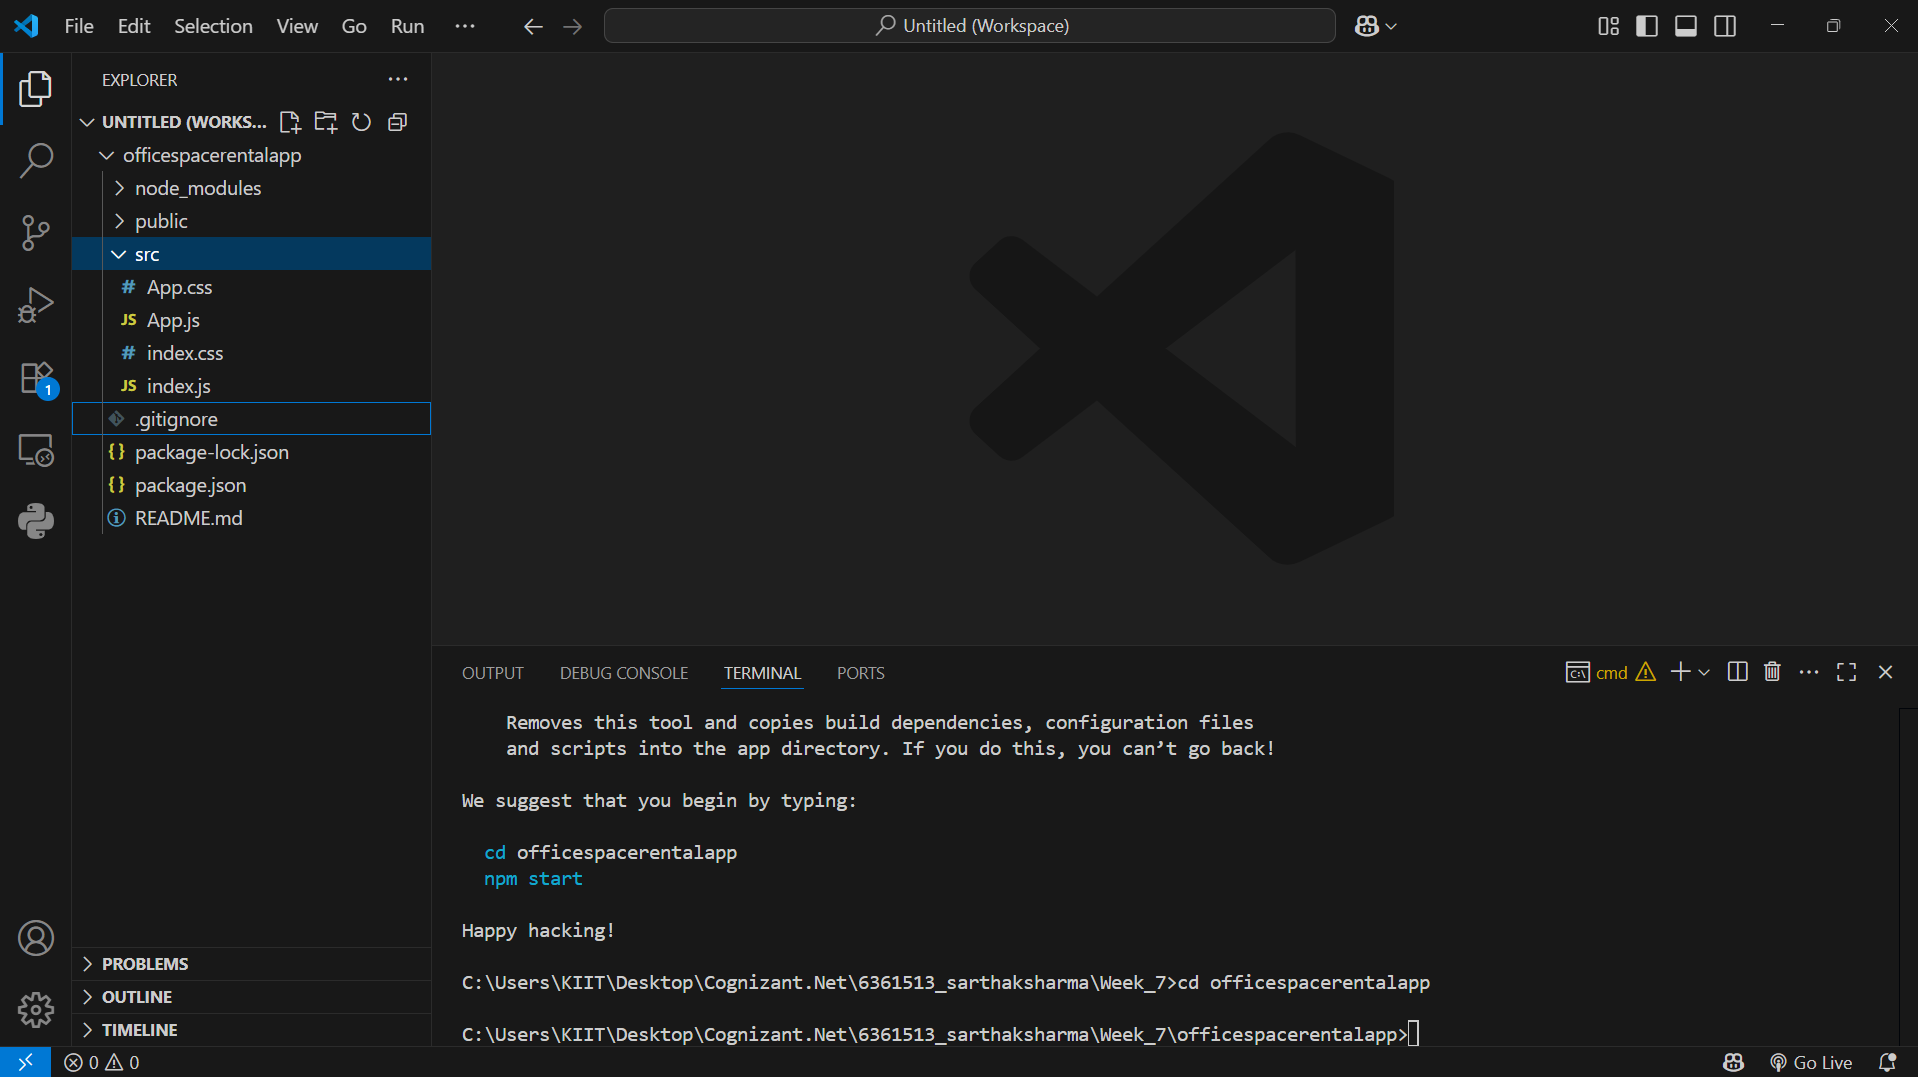 File Edit Selection View Go Run ··· Untitled (Workspace)
EXPLORER
UNTITLED (WORKS...
officespacerentalapp
node_modules
public
src
# App.css
JS App.js
# index.css
JS index.js
.gitignore
{} package-lock.json
{} package.json
README.md
1
PROBLEMS
OUTLINE
TIMELINE
OUTPUT DEBUG CONSOLE TERMINAL PORTS cmd
Removes this tool and copies build dependencies, configuration files
and scripts into the app directory. If you do this, you can’t go back!
We suggest that you begin by typing:
cd officespacerentalapp
npm start
Happy hacking!
C:\Users\KIIT\Desktop\Cognizant.Net\6361513_sarthaksharma\Week_7>cd officespacerentalapp
C:\Users\KIIT\Desktop\Cognizant.Net\6361513_sarthaksharma\Week_7\officespacerentalapp>
0 0 Go Live